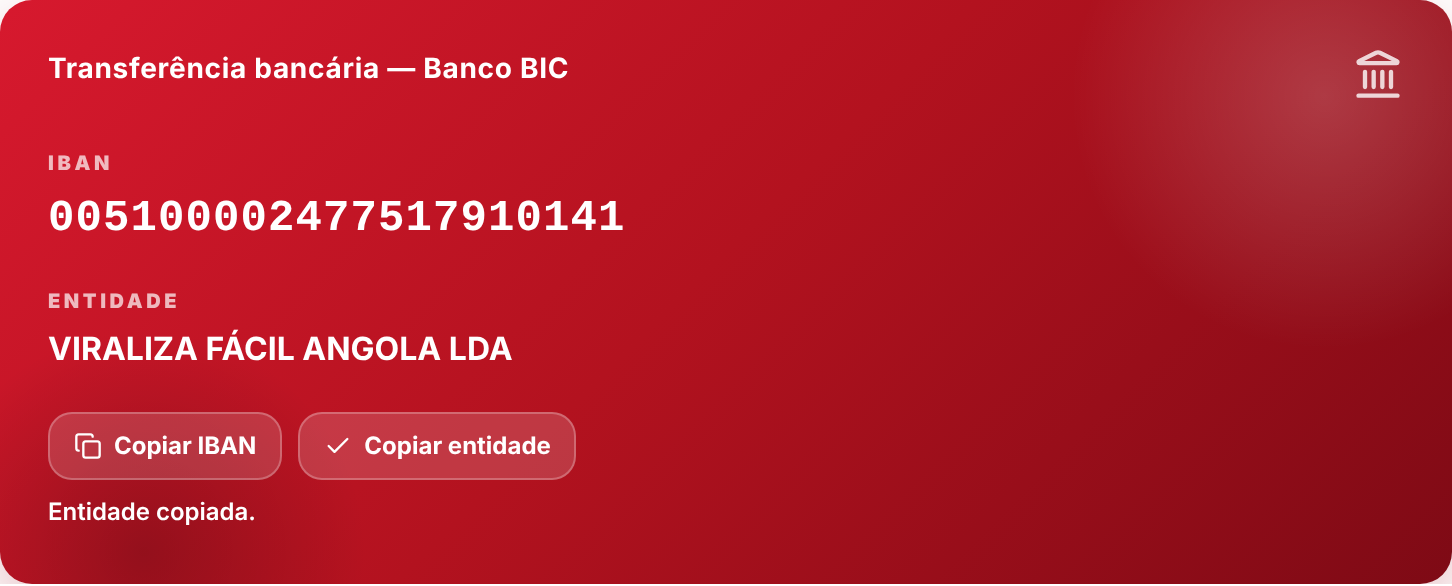 Transferência bancária — Banco BIC
IBAN
005100002477517910141
ENTIDADE
VIRALIZA FÁCIL ANGOLA LDA
Copiar IBAN
Copiar entidade
Entidade copiada.